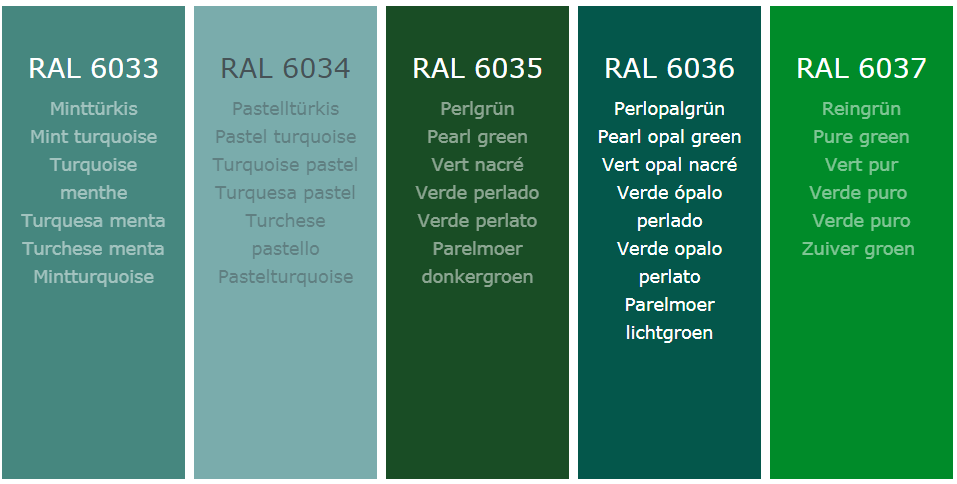 RAL 6033
Minttürkis
Mint turquoise
Turquoise
menthe
Turquesa menta
Turchese menta
Mintturquoise
RAL 6034
Pastelltürkis
Pastel turquoise
Turquoise pastel
Turquesa pastel
Turchese
pastello
Pastelturquoise
RAL 6035
Perlgrün
Pearl green
Vert nacré
Verde perlado
Verde perlato
Parelmoer
donkergroen
RAL 6036
Perlopalgrün
Pearl opal green
Vert opal nacré
Verde ópalo
perlado
Verde opalo
perlato
Parelmoer
lichtgroen
RAL 6037
Reingrün
Pure green
Vert pur
Verde puro
Verde puro
Zuiver groen